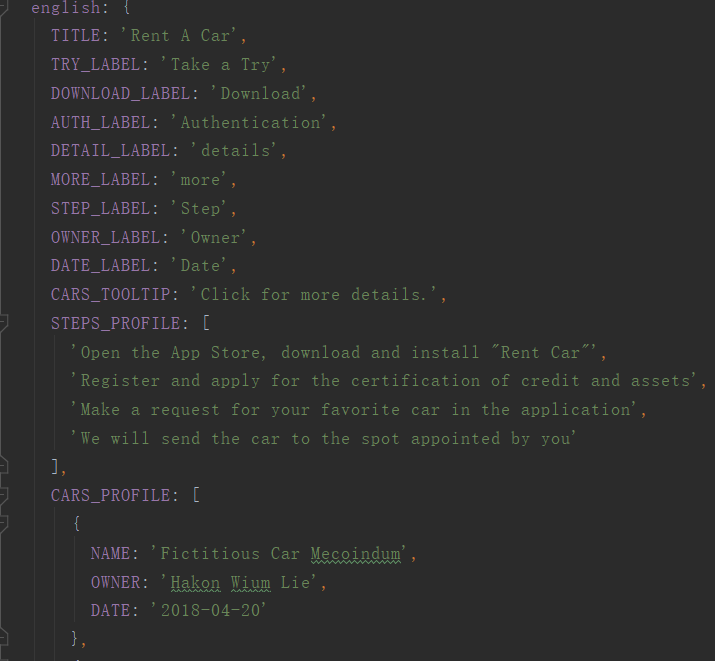 english: {
TITLE: 'Rent A Car',
TRY_LABEL: 'Take a Try',
DOWNLOAD_LABEL: 'Download',
AUTH_LABEL: 'Authentication',
DETAIL_LABEL: 'details',
MORE_LABEL: 'more',
STEP_LABEL: 'Step',
OWNER_LABEL: 'Owner',
DATE_LABEL: 'Date',
CARS_TOOLTIP: 'Click for more details.',
STEPS_PROFILE: [
'Open the App Store, download and install "Rent Car"',
'Register and apply for the certification of credit and assets',
'Make a request for your favorite car in the application',
'We will send the car to the spot appointed by you'
],
CARS_PROFILE: [
{
NAME: 'Fictitious Car Mecoindum',
OWNER: 'Hakon Wium Lie',
DATE: '2018-04-20'
},